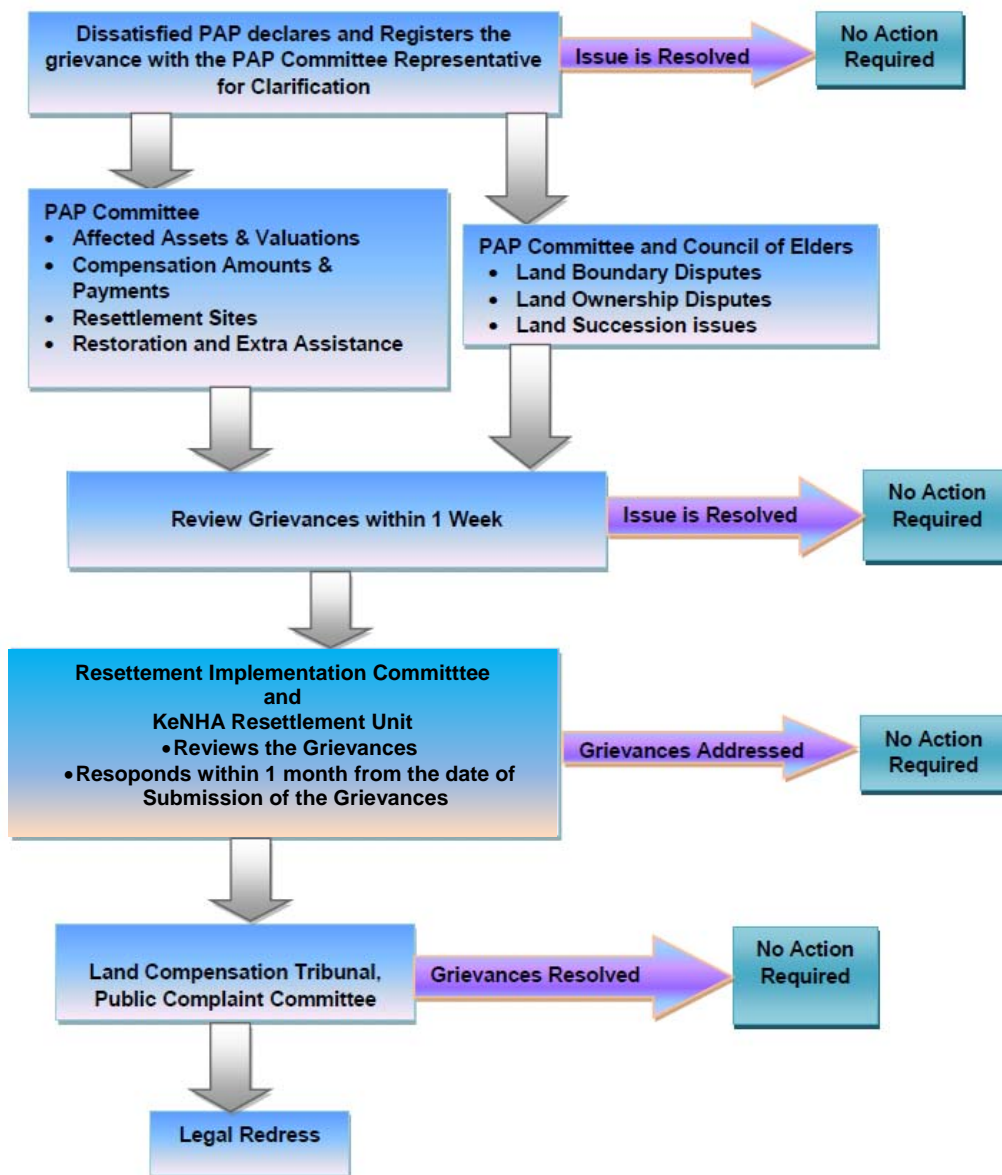 Dissatisfied PAP declares and Registers the
grievance with the PAP Committee Representative
for Clarification
Issue is Resolved
No Action
Required
PAP Committee
• Affected Assets & Valuations
• Compensation Amounts &
Payments
• Resettlement Sites
• Restoration and Extra Assistance
PAP Committee and Council of Elders
• Land Boundary Disputes
• Land Ownership Disputes
• Land Succession issues
Review Grievances within 1 Week
Issue is Resolved
No Action
Required
Resettement Implementation Committtee
and
KeNHA Resettlement Unit
•Reviews the Grievances
•Resoponds within 1 month from the date of
Submission of the Grievances
Grievances Addressed
No Action
Required
Land Compensation Tribunal,
Public Complaint Committee
Grievances Resolved
No Action
Required
Legal Redress